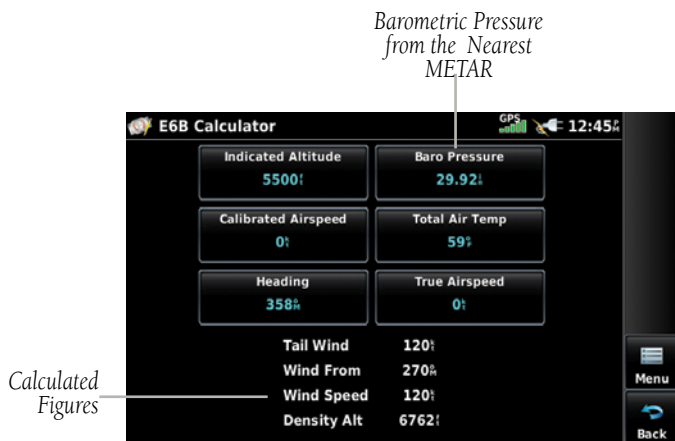 Barometric Pressure
from the Nearest
METAR
E6B Calculator
GPS
12:45
Indicated Altitude
5500
Baro Pressure
29.92
Calibrated Airspeed
0
Total Air Temp
59°F
Heading
358°M
True Airspeed
0
Tail Wind 120
Wind From 270°M
Wind Speed 120
Density Alt 6762
Calculated
Figures
Menu
Back